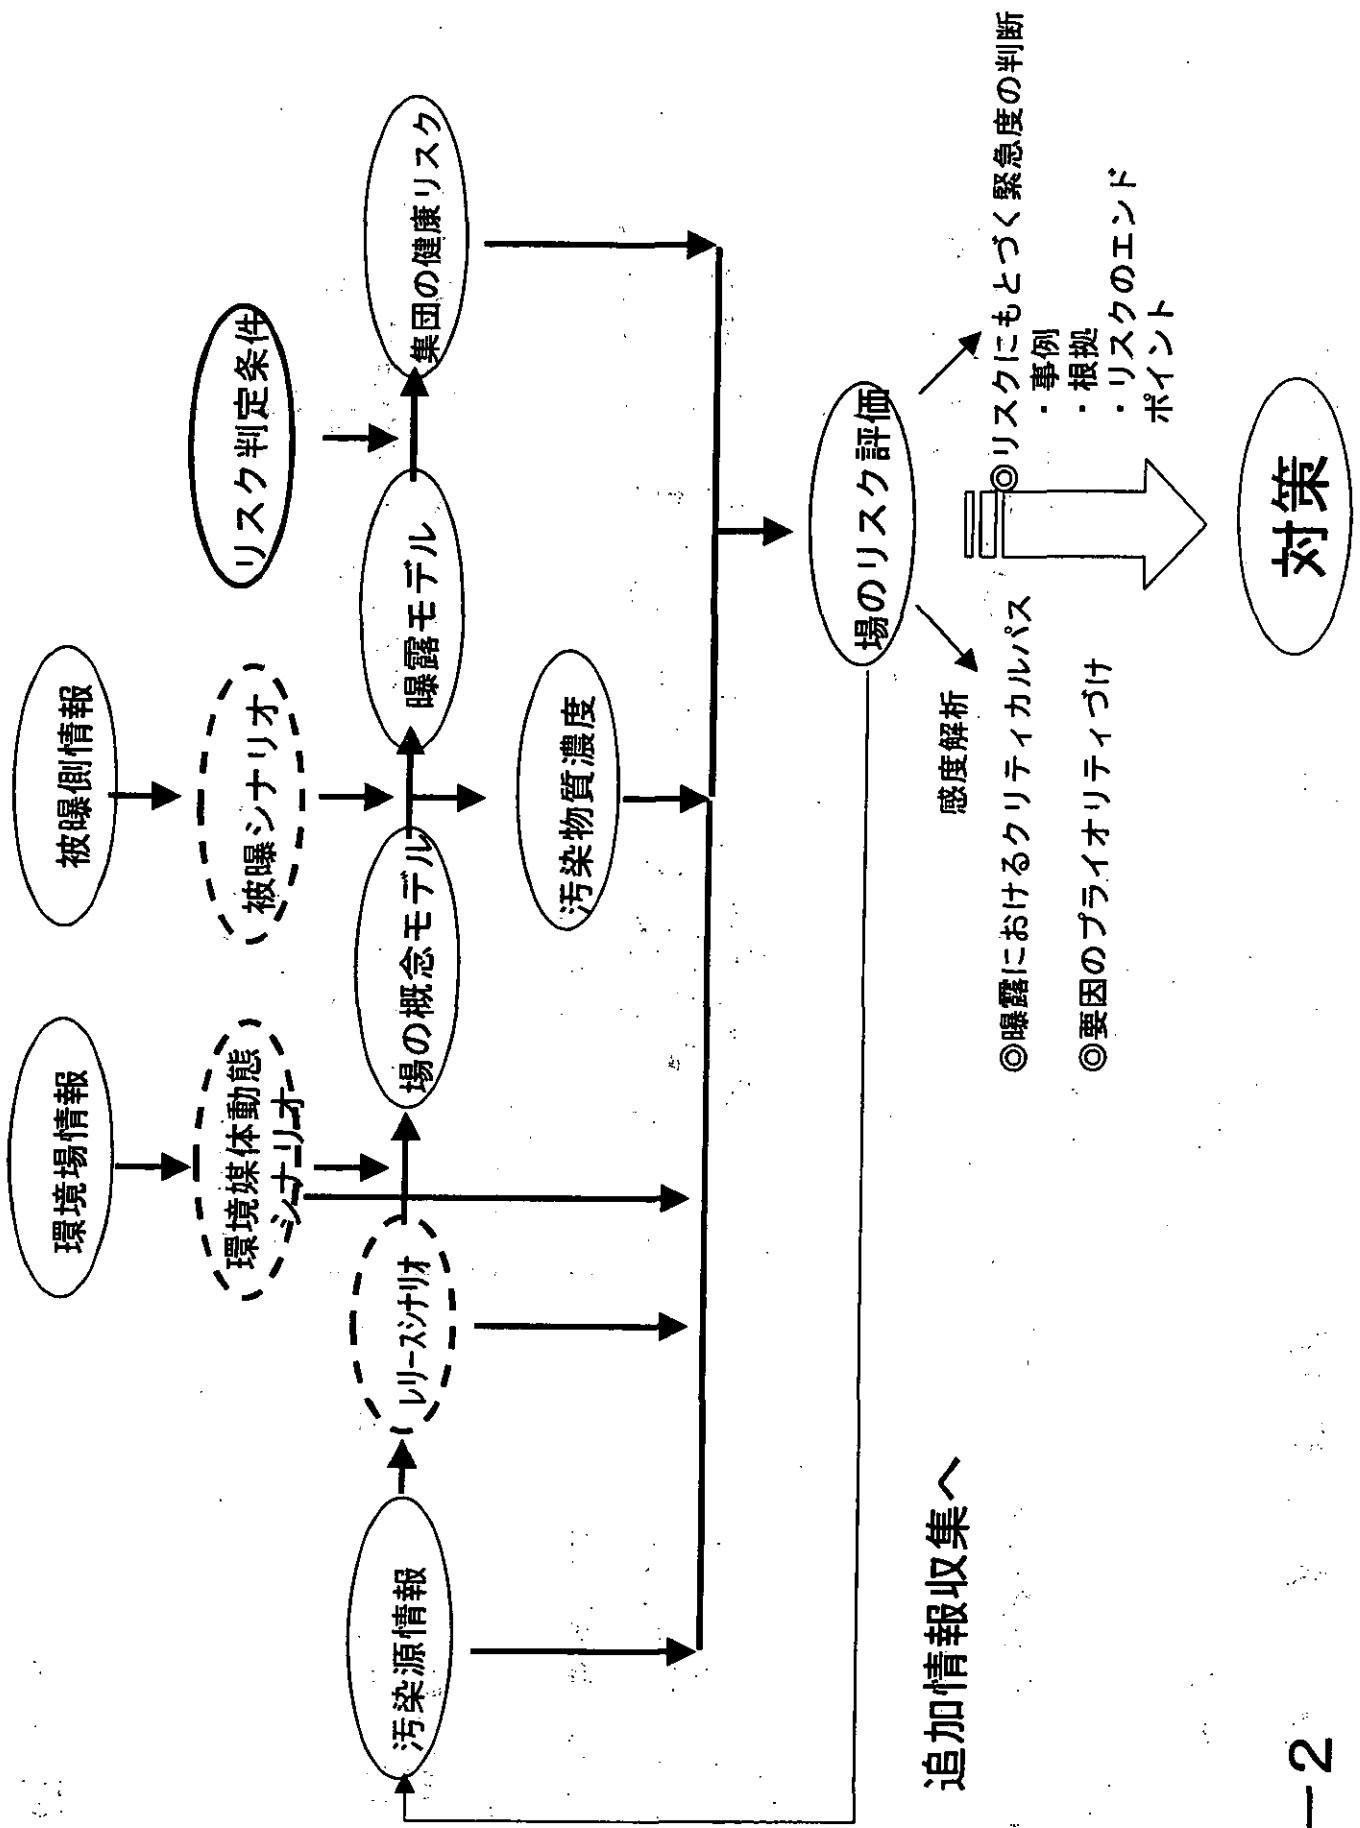 環境場情報
被曝側情報
環境媒体動態
シナリオ
被曝シナリオ
リスク判定条件
汚染源情報
レリースシナリオ
場の概念モデル
曝露モデル
集団の健康リスク
汚染物質濃度
場のリスク評価
追加情報収集へ
感度解析
◎曝露におけるクリティカルパス
◎要因のプライオリティづけ
◎リスクにもとづく緊急度の判断
・事例
・根拠
・リスクのエンド
ポイント
対策
ー2